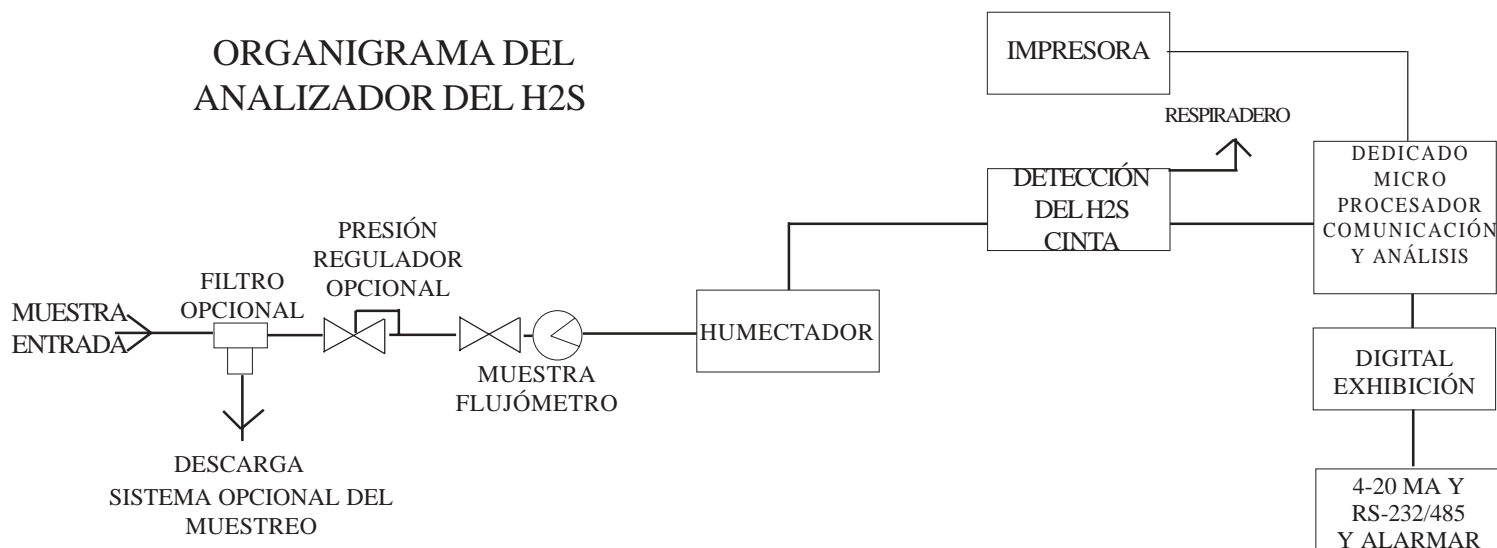 ORGANIGRAMA DEL
ANALIZADOR DEL H2S
IMPRESORA
RESPIRADERO
DEDICADO
MICRO
PROCESADOR
COMUNICACIÓN
Y ANÁLISIS
DETECCIÓN
DEL H2S
CINTA
PRESIÓN
REGULADOR
OPCIONAL
FILTRO
OPCIONAL
MUESTRA
ENTRADA
HUMECTADOR
MUESTRA
FLUJÓMETRO
DIGITAL
EXHIBICIÓN
DESCARGA
SISTEMA OPCIONAL DEL
MUESTREO
4-20 MA Y
RS-232/485
Y ALARMAR